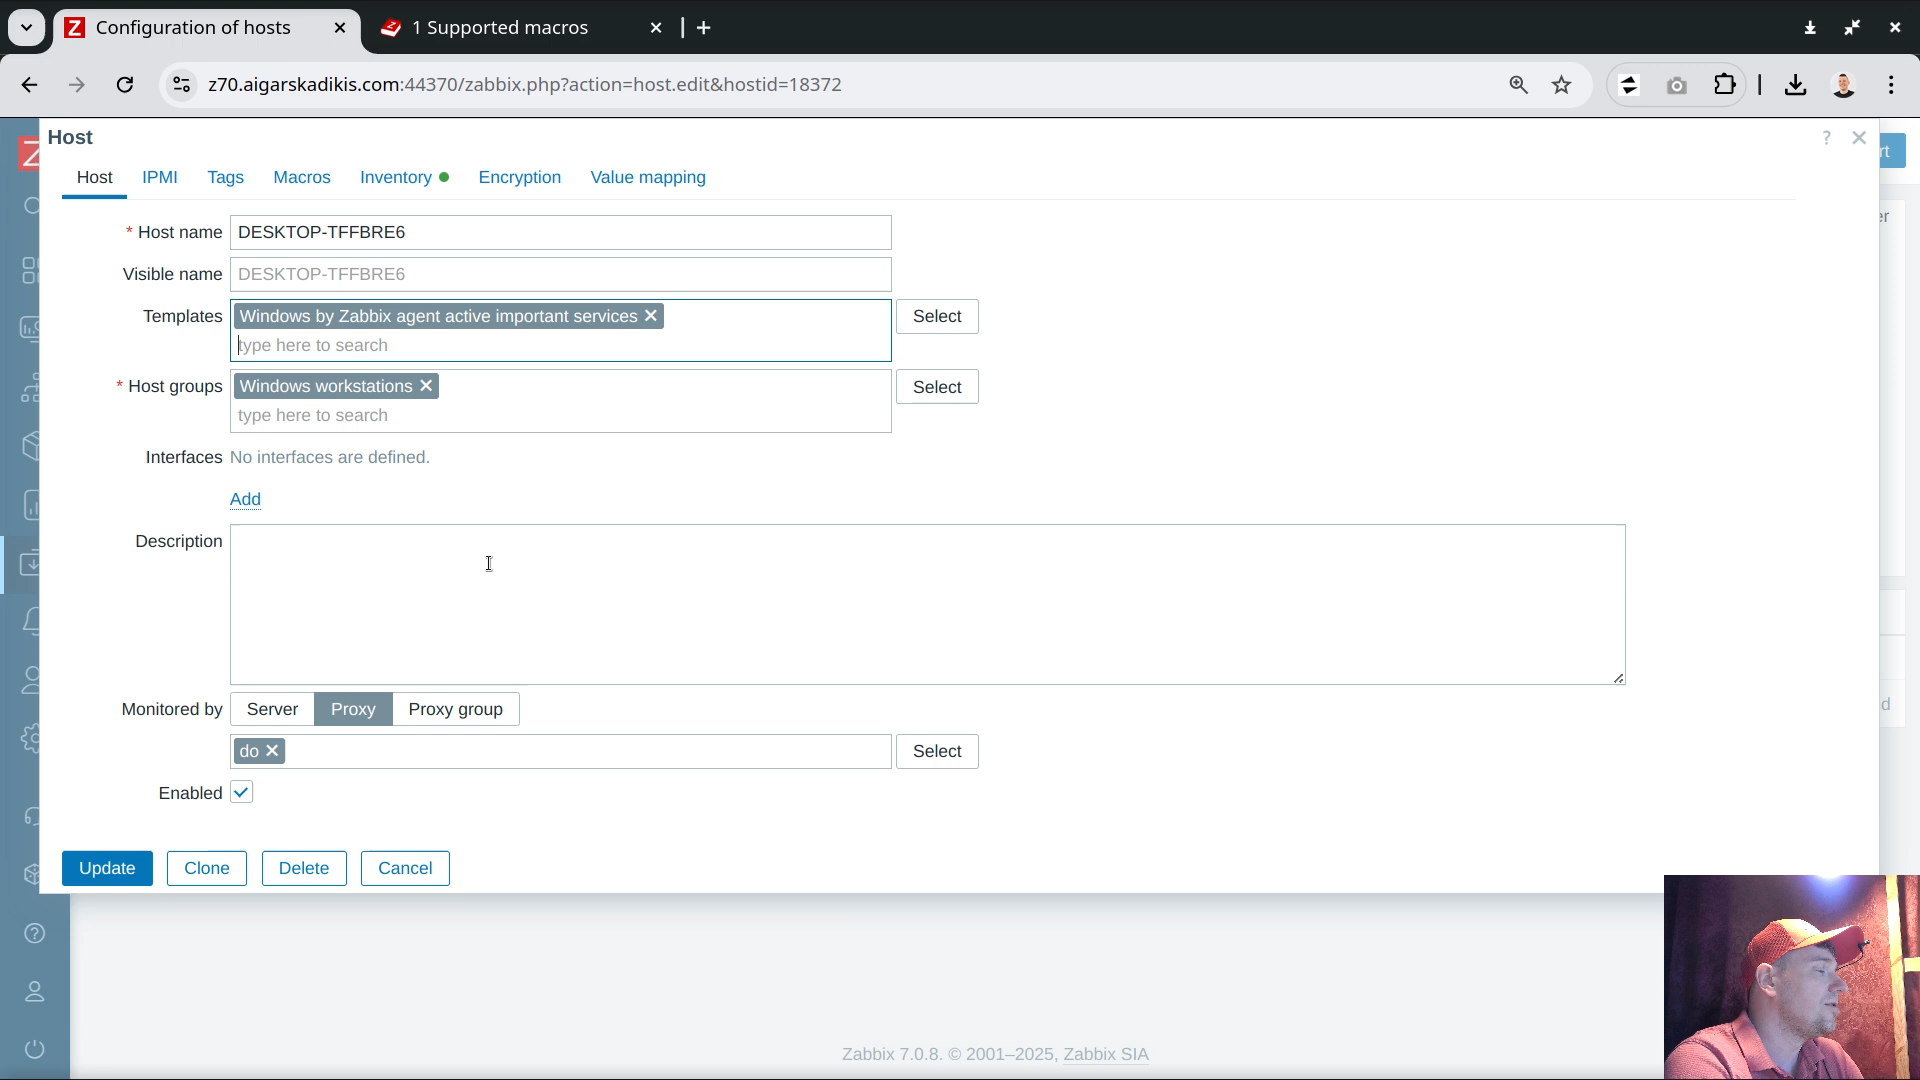 Configuration of hosts
1 Supported macros
z70.aigarskadikis.com:44370/zabbix.php?action=host.edit&hostid=18372
Host
?
rt
Host IPMI Tags Macros Inventory Encryption Value mapping
er
* Host name DESKTOP-TFFBRE6
Visible name DESKTOP-TFFBRE6
Templates Windows by Zabbix agent active important services
Select
type here to search
* Host groups Windows workstations
Select
type here to search
Interfaces No interfaces are defined.
Add
Description
Monitored by Server Proxy Proxy group
d
do
Select
Enabled
Update Clone Delete Cancel
Zabbix 7.0.8. © 2001–2025, Zabbix SIA